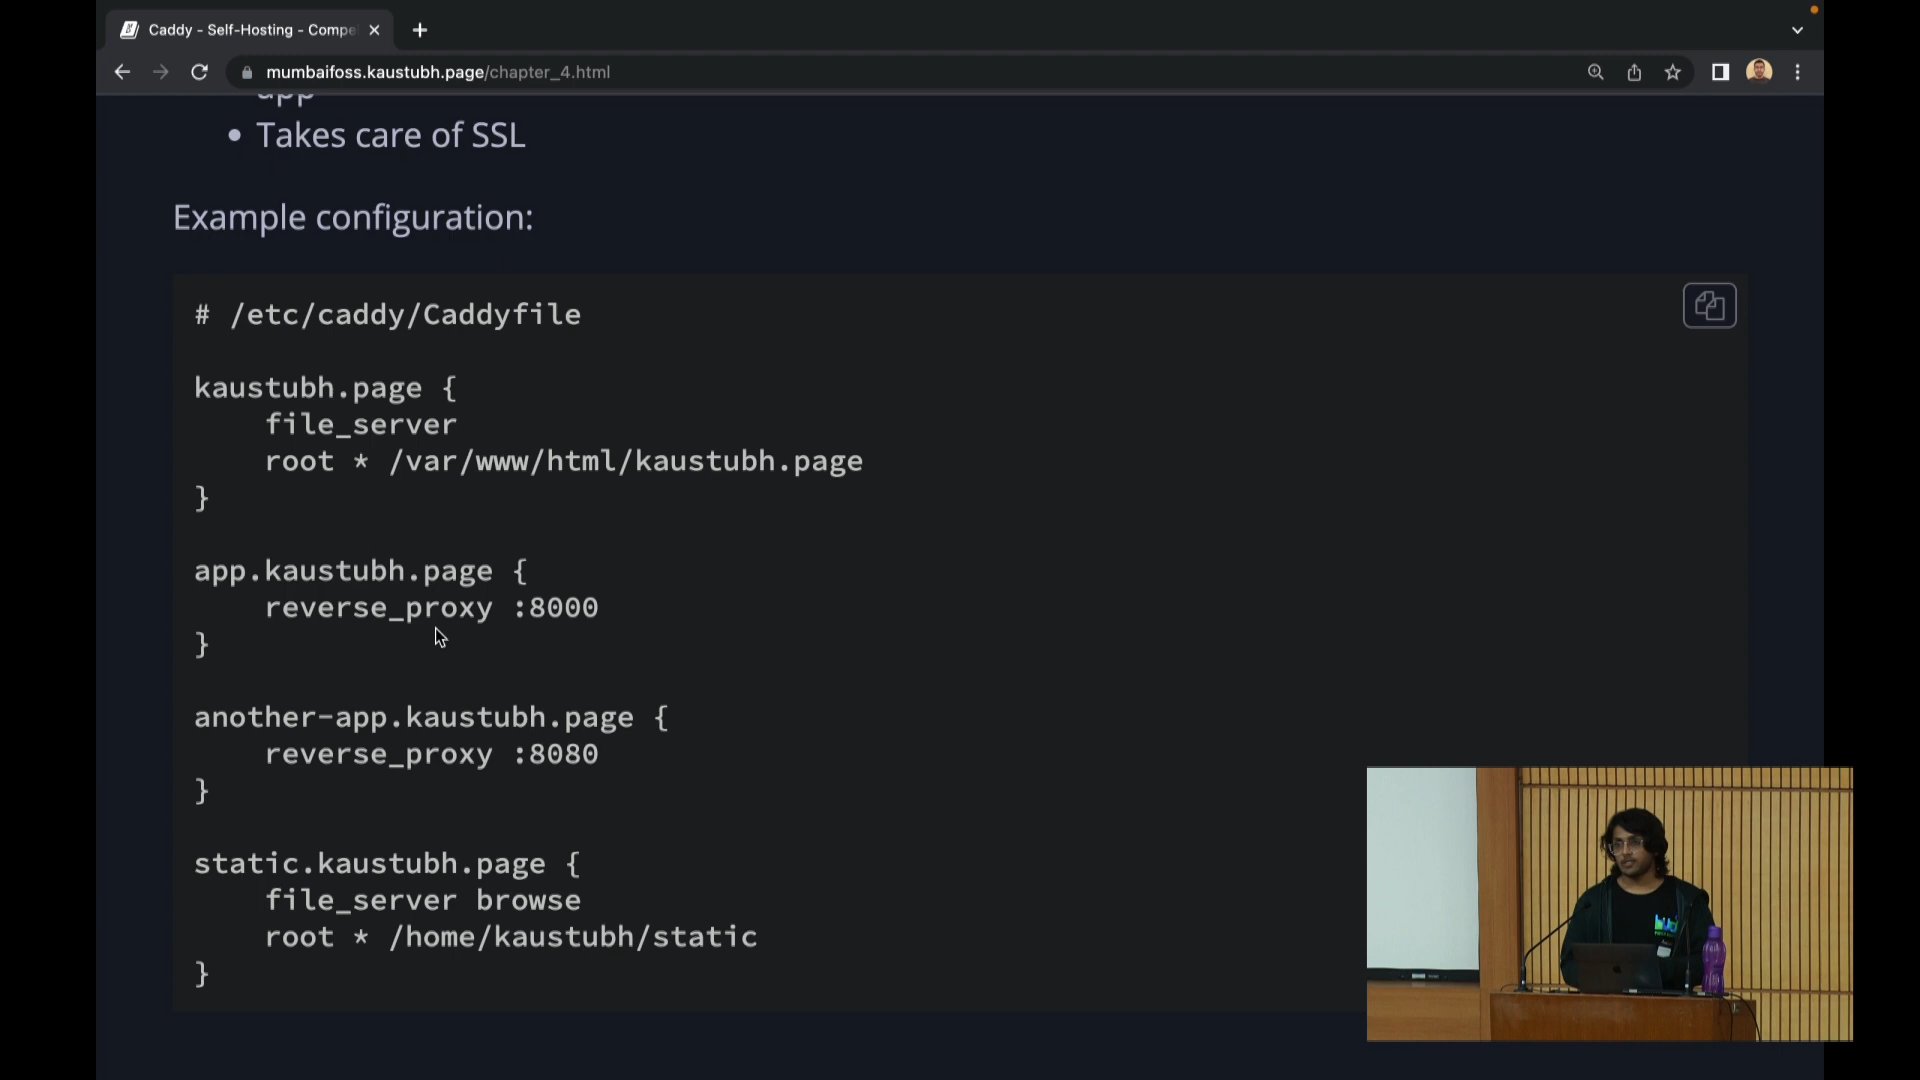 Caddy - Self-Hosting - Compe
mumbaifoss.kaustubh.page/chapter_4.html
app
• Takes care of SSL
Example configuration:
# /etc/caddy/Caddyfile
kaustubh.page {
file_server
root * /var/www/html/kaustubh.page
}
app.kaustubh.page {
reverse_proxy :8000
}
another-app.kaustubh.page {
reverse_proxy :8080
}
static.kaustubh.page {
file_server browse
root * /home/kaustubh/static
}